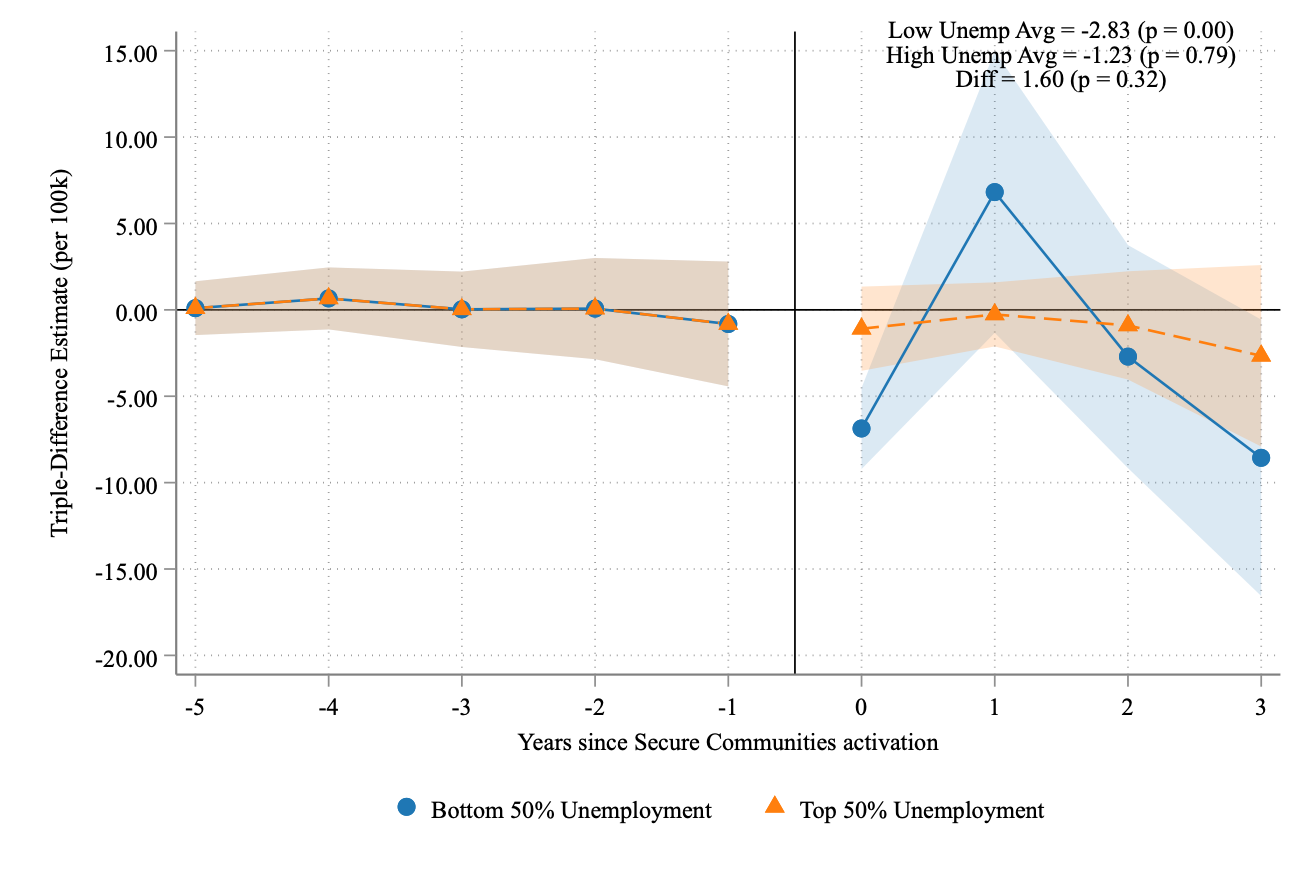 Low Unemp Avg = -2.83 (p = 0.00)
High Unemp Avg = -1.23 (p = 0.79)
Diff = 1.60 (p = 0.32)
Triple-Difference Estimate (per 100k)
15.00
10.00
5.00
0.00
-5.00
-10.00
-15.00
-20.00
-5 -4 -3 -2 -1 0 1 2 3
Years since Secure Communities activation
Bottom 50% Unemployment Top 50% Unemployment